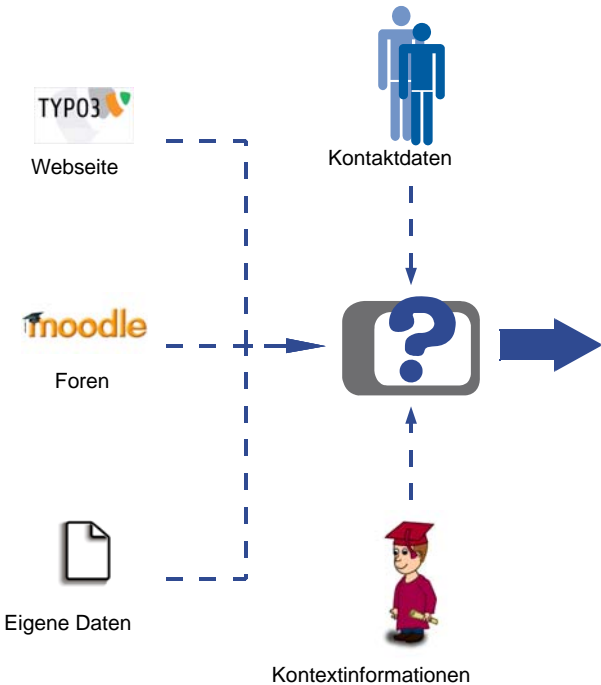 TYPO3
Webseite
Kontaktdaten
moodle
Foren
?
Eigene Daten
Kontextinformationen